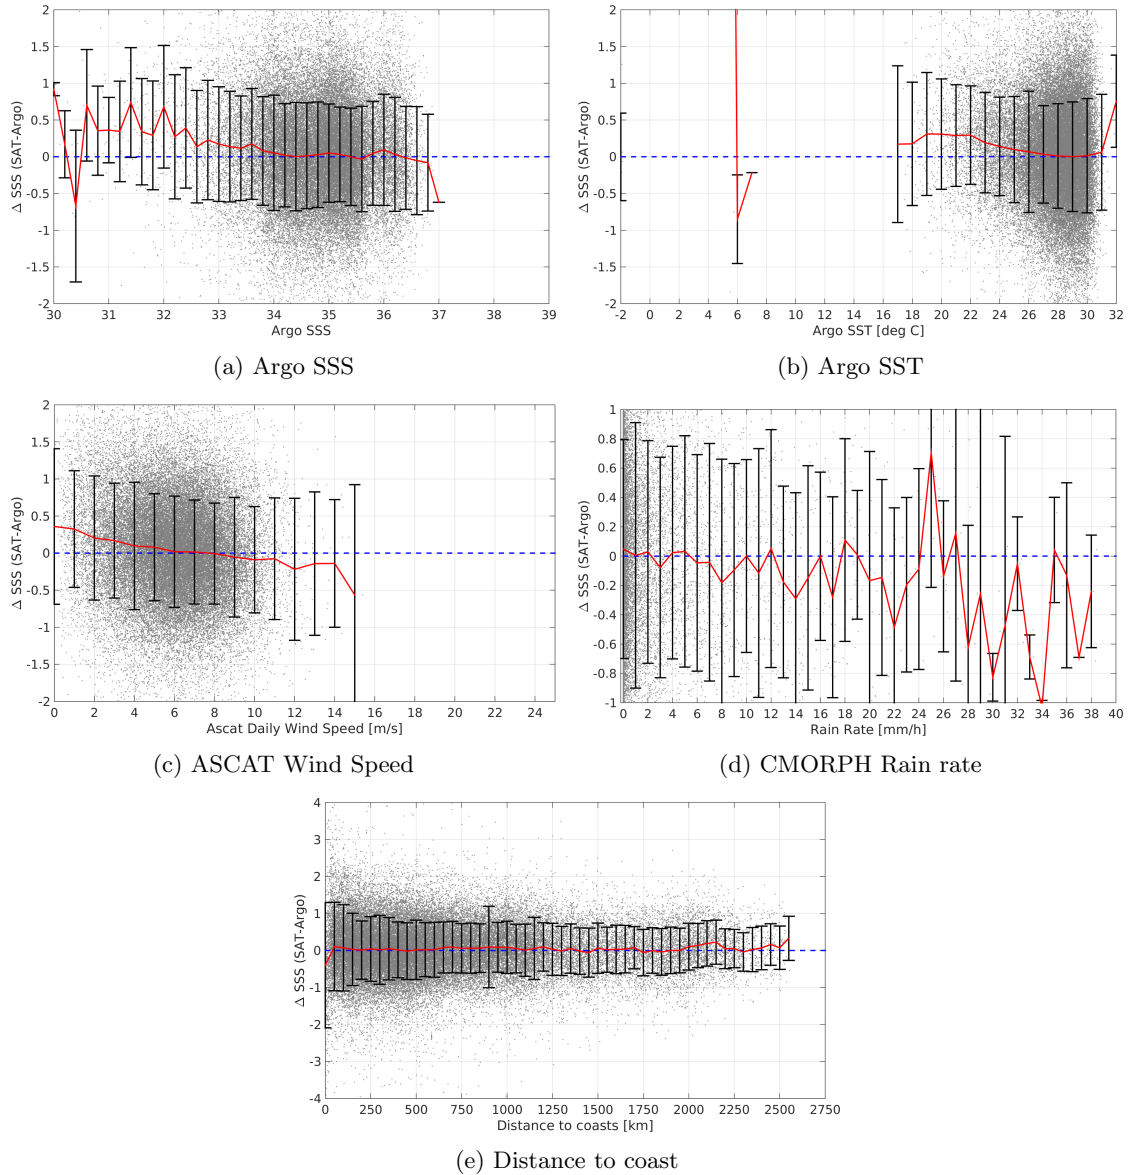 2
1.5
1
0.5
0
-0.5
-1
-1.5
-2
Δ SSS (SAT-Argo)
30 31 32 33 34 35 36 37 38 39
Argo SSS
(a) Argo SSS
2
1.5
1
0.5
0
-0.5
-1
-1.5
-2
Δ SSS (SAT-Argo)
-2 0 2 4 6 8 10 12 14 16 18 20 22 24 26 28 30 32
Argo SST [deg C]
(b) Argo SST
2
1.5
1
0.5
0
-0.5
-1
-1.5
-2
Δ SSS (SAT-Argo)
0 2 4 6 8 10 12 14 16 18 20 22 24
Ascat Daily Wind Speed [m/s]
(c) ASCAT Wind Speed
1
0.8
0.6
0.4
0.2
0
-0.2
-0.4
-0.6
-0.8
-1
Δ SSS (SAT-Argo)
0 2 4 6 8 10 12 14 16 18 20 22 24 26 28 30 32 34 36 38 40
Rain Rate [mm/h]
(d) CMORPH Rain rate
4
3
2
1
0
-1
-2
-3
-4
Δ SSS (SAT-Argo)
0 250 500 750 1000 1250 1500 1750 2000 2250 2500 2750
Distance to coasts [km]
(e) Distance to coast